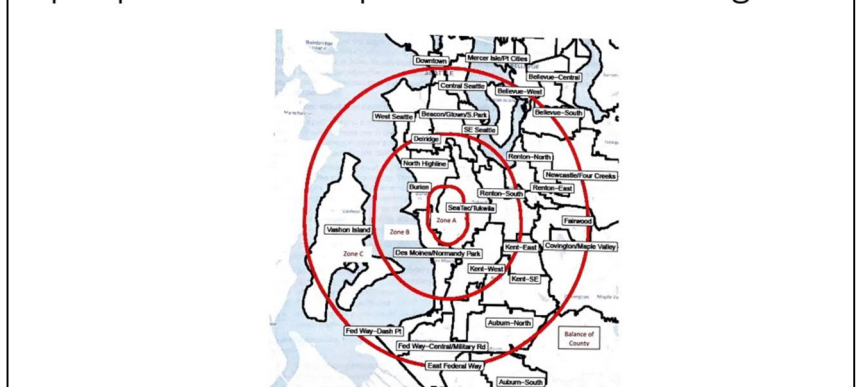 Bainbridge
Island
Downtown
Mercer Isle/Pt Cities
Bellevue-Central
Central Seattle
Bellevue-West
West Seattle
Beacon/Gtown/S.Park
Bellevue-South
SE Seattle
Delridge
North Highline
Renton-North
Newcastle/Four Creeks
Burien
Renton-South
Renton-East
SeaTac/Tukwila
Zone A
Fairwood
Vashon Island
Zone B
Covington/Maple Valley
Kent-East
Zone C
Des Moines/Normandy Park
Kent-West
Kent-SE
Auburn-North
Fed Way-Dash Pt
Balance of
County
Fed Way-Central/Military Rd
East Federal Way
Auburn-South